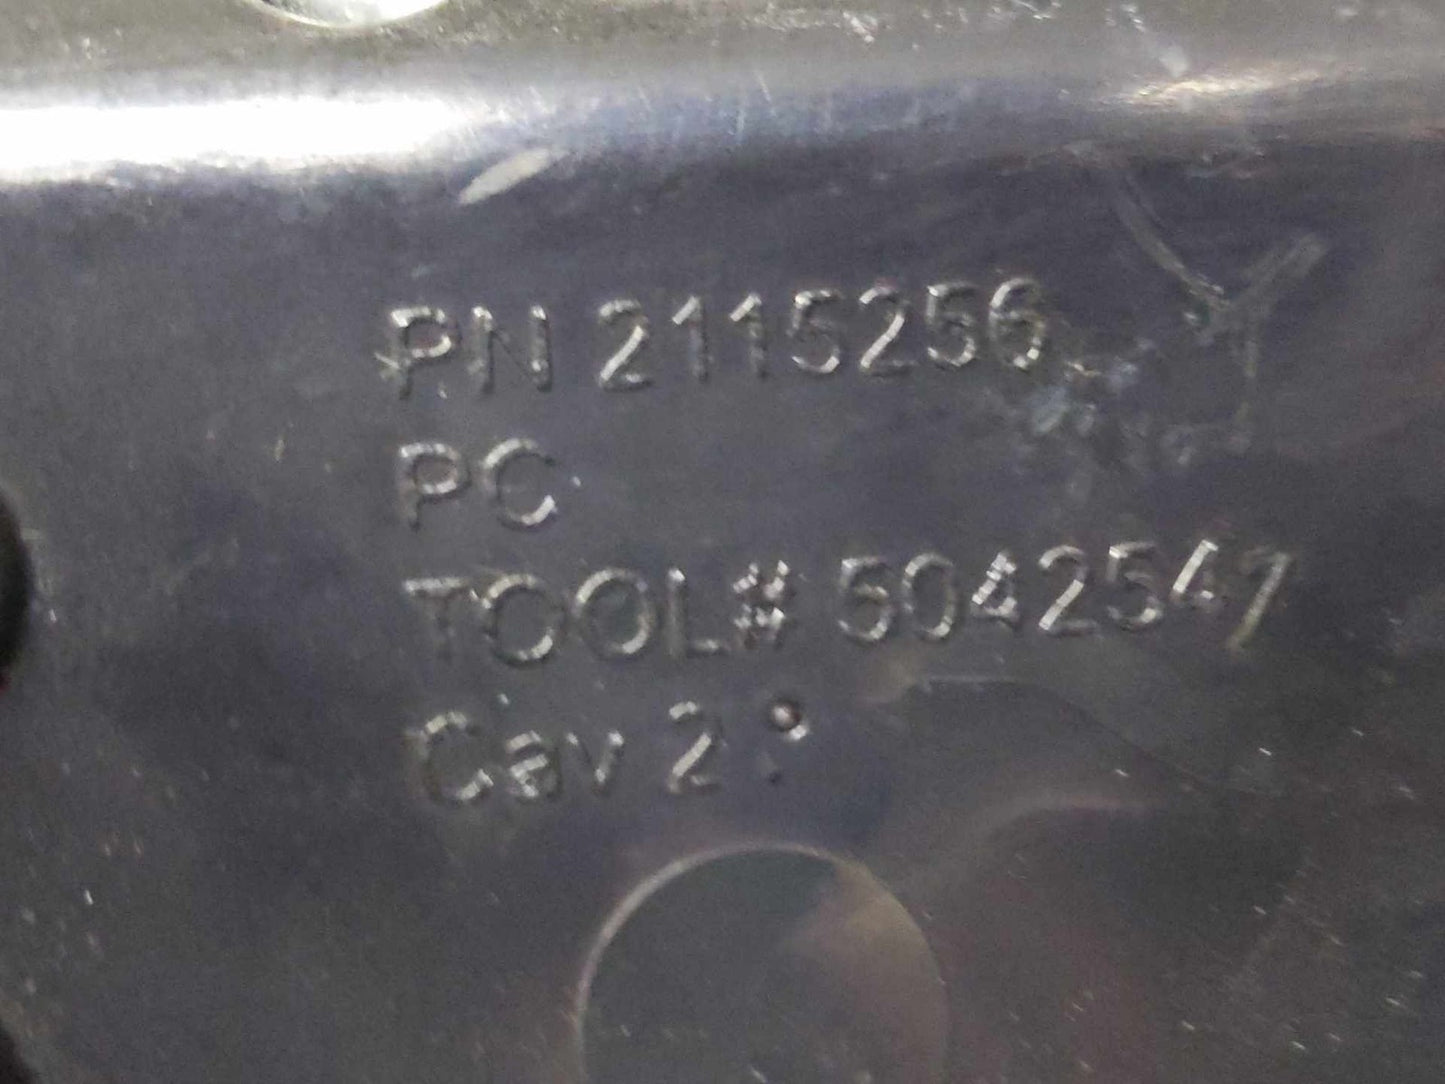 PN 2115256
PC
TOOL# 5042547
Cav 2